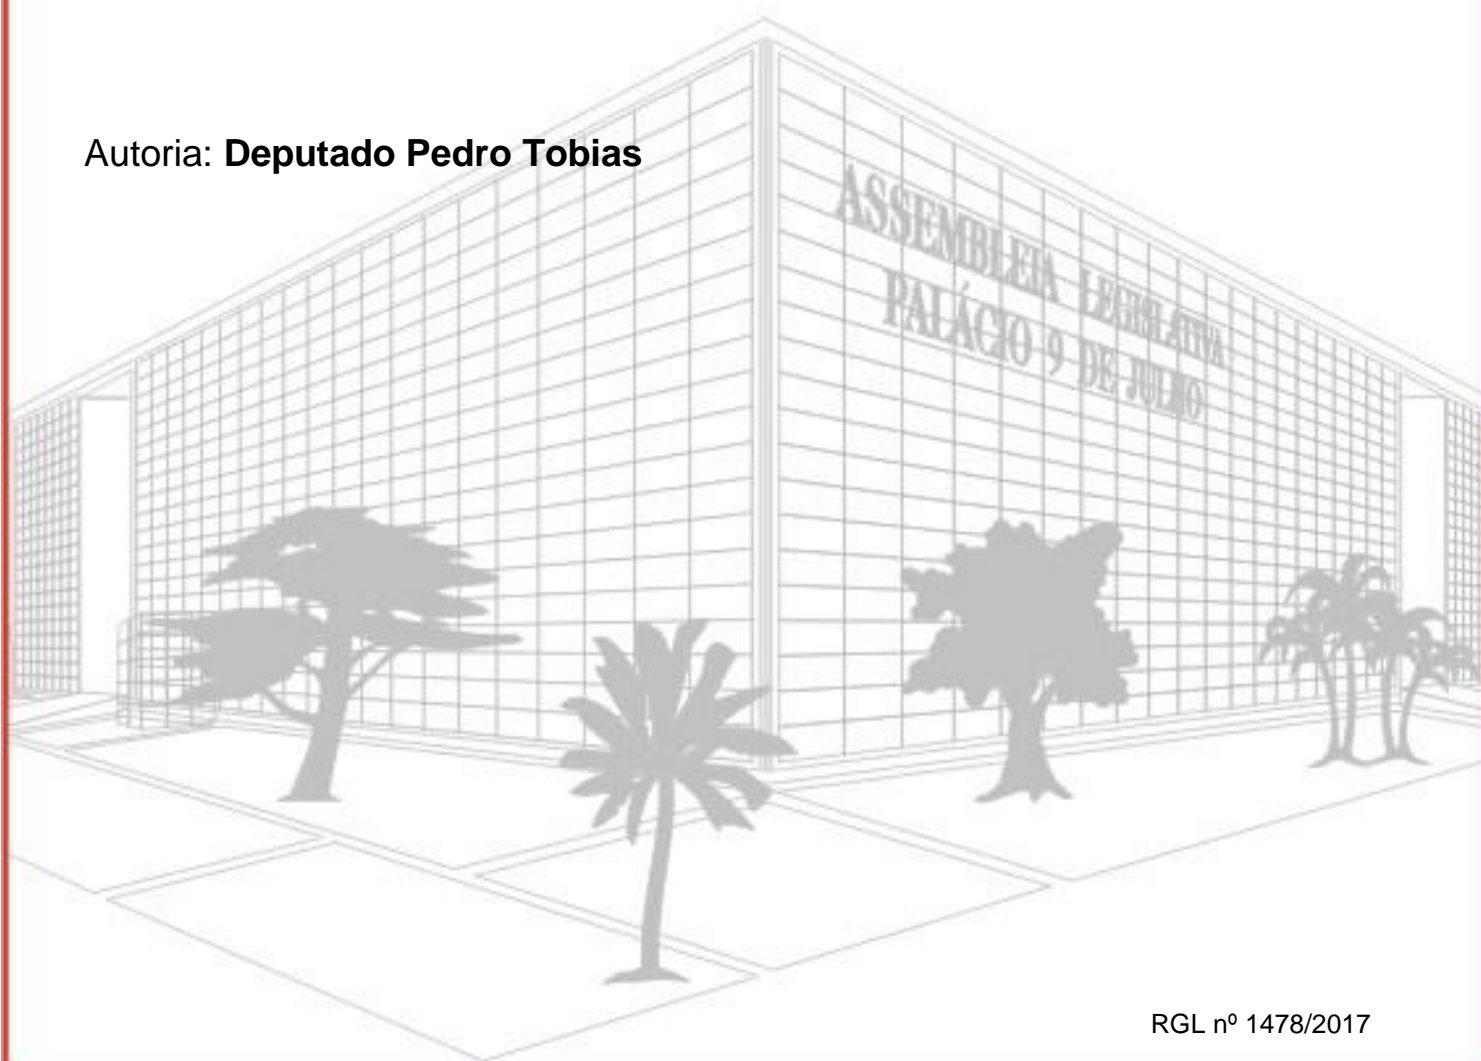 Autoria: Deputado Pedro Tobias
ASSEMBLEIA LEGISLATIVA
PALÁCIO 9 DE JULHO
RGL nº 1478/2017